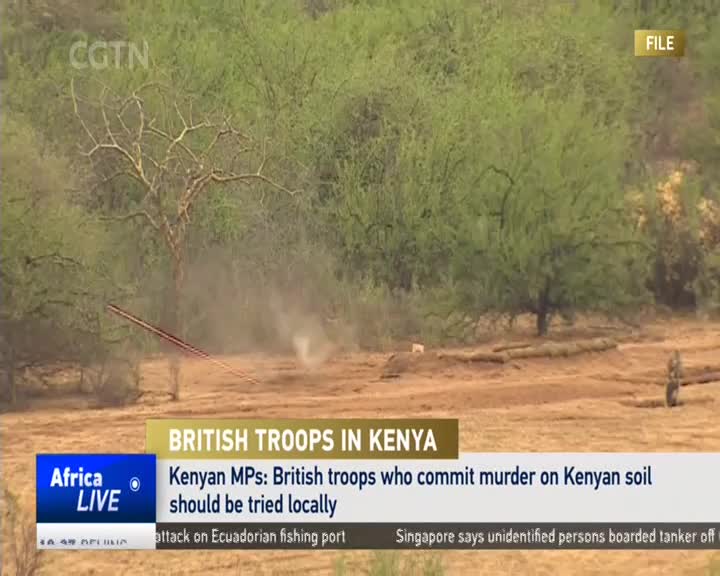 CGTN
FILE
BRITISH TROOPS IN KENYA
Kenyan MPs: British troops who commit murder on Kenyan soil
should be tried locally
Africa
LIVE
attack on Ecuadorian fishing port
Singapore says unidentified persons boarded tanker off
BEIJING